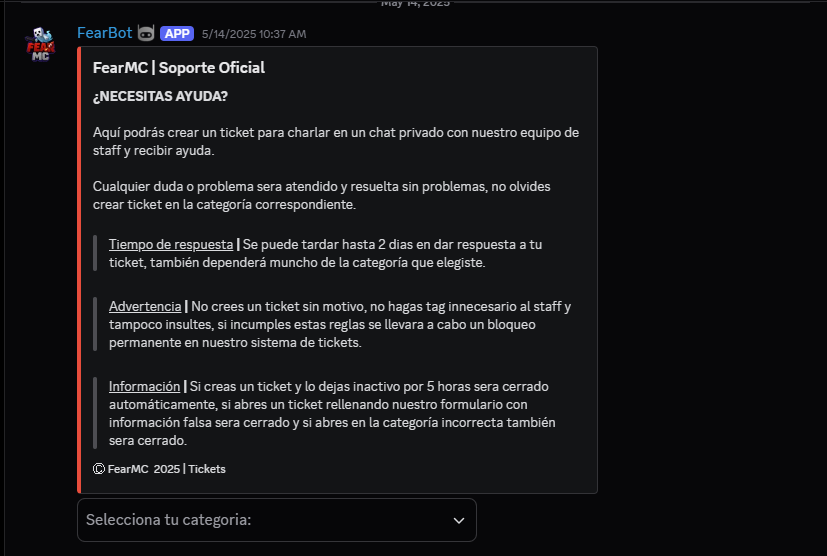 May 14, 2025
FearBot APP 5/14/2025 10:37 AM
FEAR
MC
FearMC | Soporte Oficial
¿NECESITAS AYUDA?
Aquí podrás crear un ticket para charlar en un chat privado con nuestro equipo de
staff y recibir ayuda.
Cualquier duda o problema sera atendido y resuelta sin problemas, no olvides
crear ticket en la categoría correspondiente.
Tiempo de respuesta | Se puede tardar hasta 2 dias en dar respuesta a tu
ticket, también dependerá muncho de la categoría que elegiste.
Advertencia | No crees un ticket sin motivo, no hagas tag innecesario al staff y
tampoco insultes, si incumples estas reglas se llevara a cabo un bloqueo
permanente en nuestro sistema de tickets.
Información | Si creas un ticket y lo dejas inactivo por 5 horas sera cerrado
automáticamente, si abres un ticket rellenando nuestro formulario con
información falsa sera cerrado y si abres en la categoría incorrecta también
sera cerrado.
© FearMC 2025 | Tickets
Selecciona tu categoria: